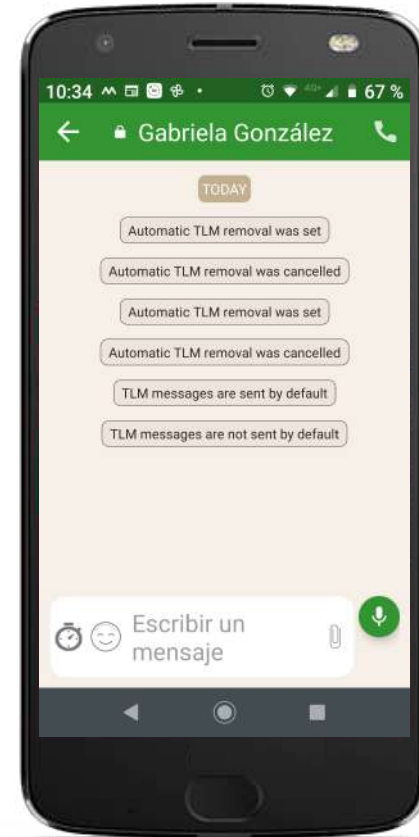 10:34
4G+
67 %
Gabriela González
TODAY
Automatic TLM removal was set
Automatic TLM removal was cancelled
Automatic TLM removal was set
Automatic TLM removal was cancelled
TLM messages are sent by default
TLM messages are not sent by default
Escribir un
mensaje